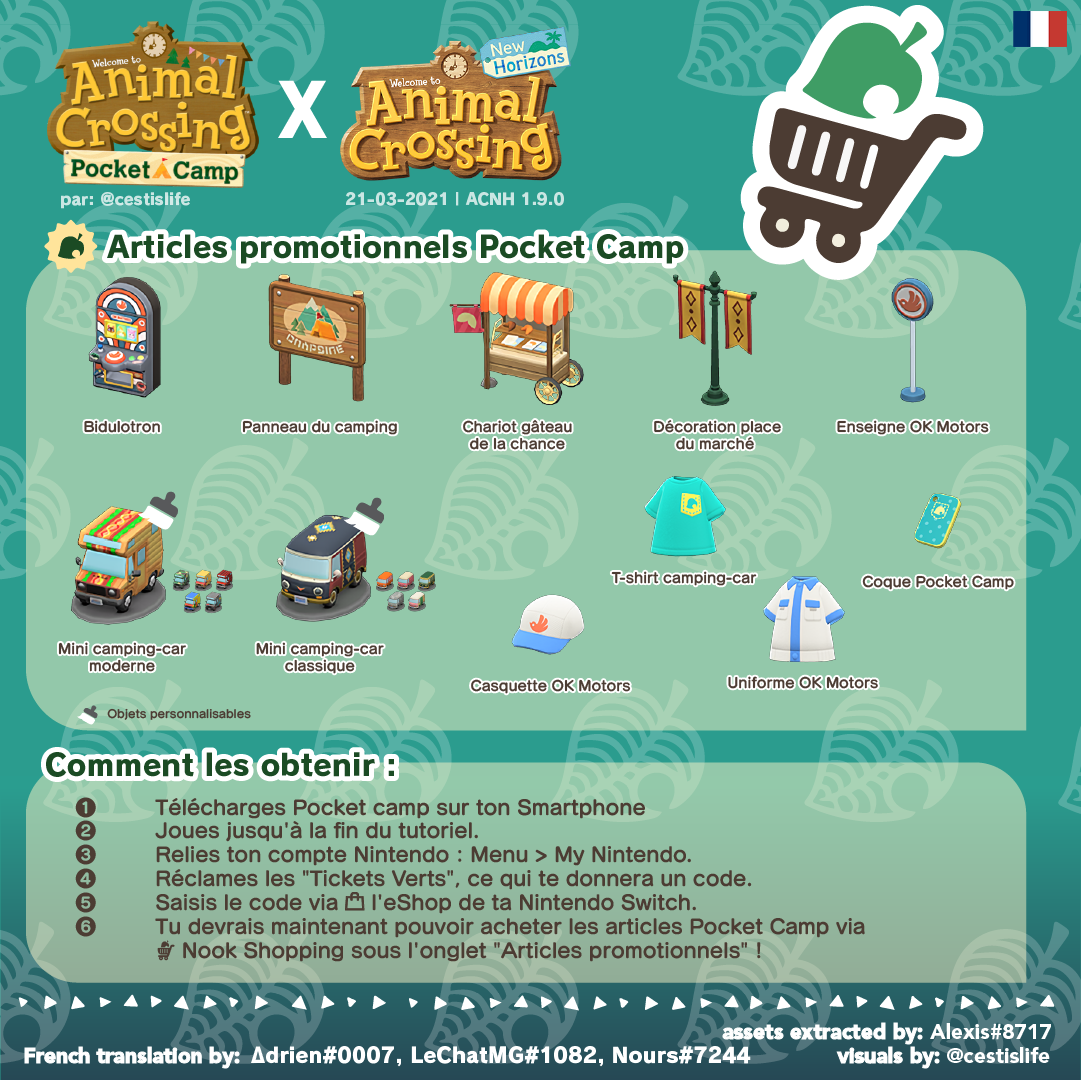 Welcome to
Animal
Crossing
Pocket Camp
X
Welcome to
Animal
Crossing
New
Horizons
par: @cestislife
21-03-2021 | ACNH 1.9.0
Articles promotionnels Pocket Camp
Bidulotron
Panneau du camping
Chariot gâteau
de la chance
Décoration place
du marché
Enseigne OK Motors
Mini camping-car
moderne
Mini camping-car
classique
T-shirt camping-car
Coque Pocket Camp
Casquette OK Motors
Uniforme OK Motors
Objets personnalisables
Comment les obtenir :
1 Télécharges Pocket camp sur ton Smartphone
2 Joues jusqu'à la fin du tutoriel.
3 Relies ton compte Nintendo : Menu > My Nintendo.
4 Réclames les "Tickets Verts", ce qui te donnera un code.
5 Saisis le code via l'eShop de ta Nintendo Switch.
6 Tu devrais maintenant pouvoir acheter les articles Pocket Camp via
Nook Shopping sous l'onglet "Articles promotionnels" !
assets extracted by: Alexis#8717
French translation by: Δdrien#0007, LeChatMG#1082, Nours#7244
visuals by: @cestislife